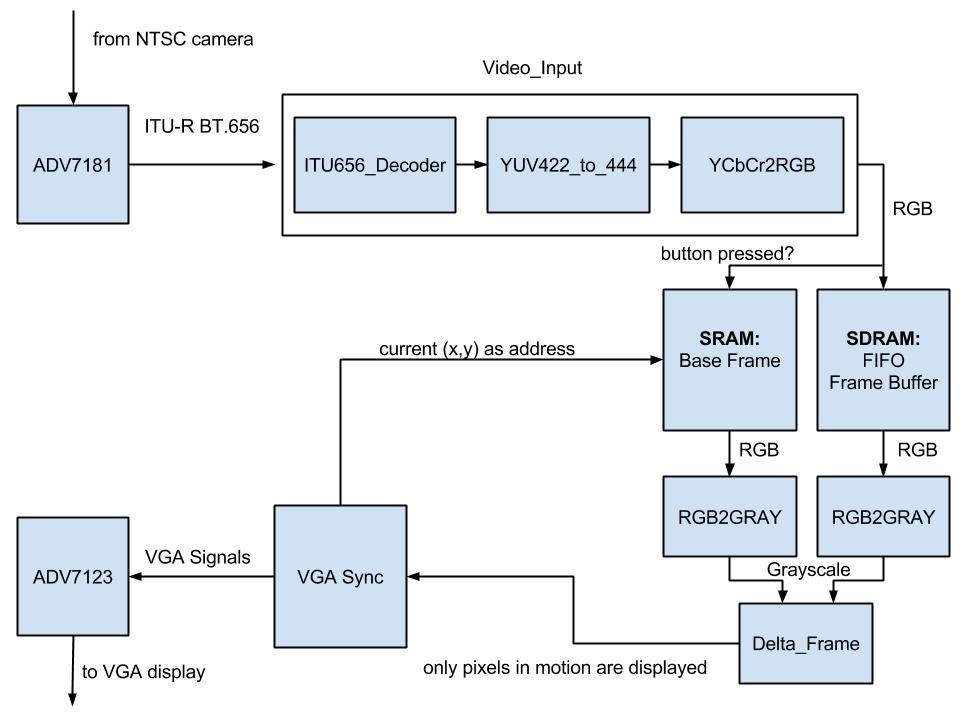 from NTSC camera
Video_Input
ITU-R BT.656
ADV7181
ITU656_Decoder
YUV422_to_444
YCbCr2RGB
RGB
button pressed?
SRAM:
Base Frame
SDRAM:
FIFO
Frame Buffer
current (x,y) as address
RGB
RGB
RGB2GRAY
RGB2GRAY
Grayscale
VGA Signals
ADV7123
VGA Sync
Delta_Frame
only pixels in motion are displayed
to VGA display